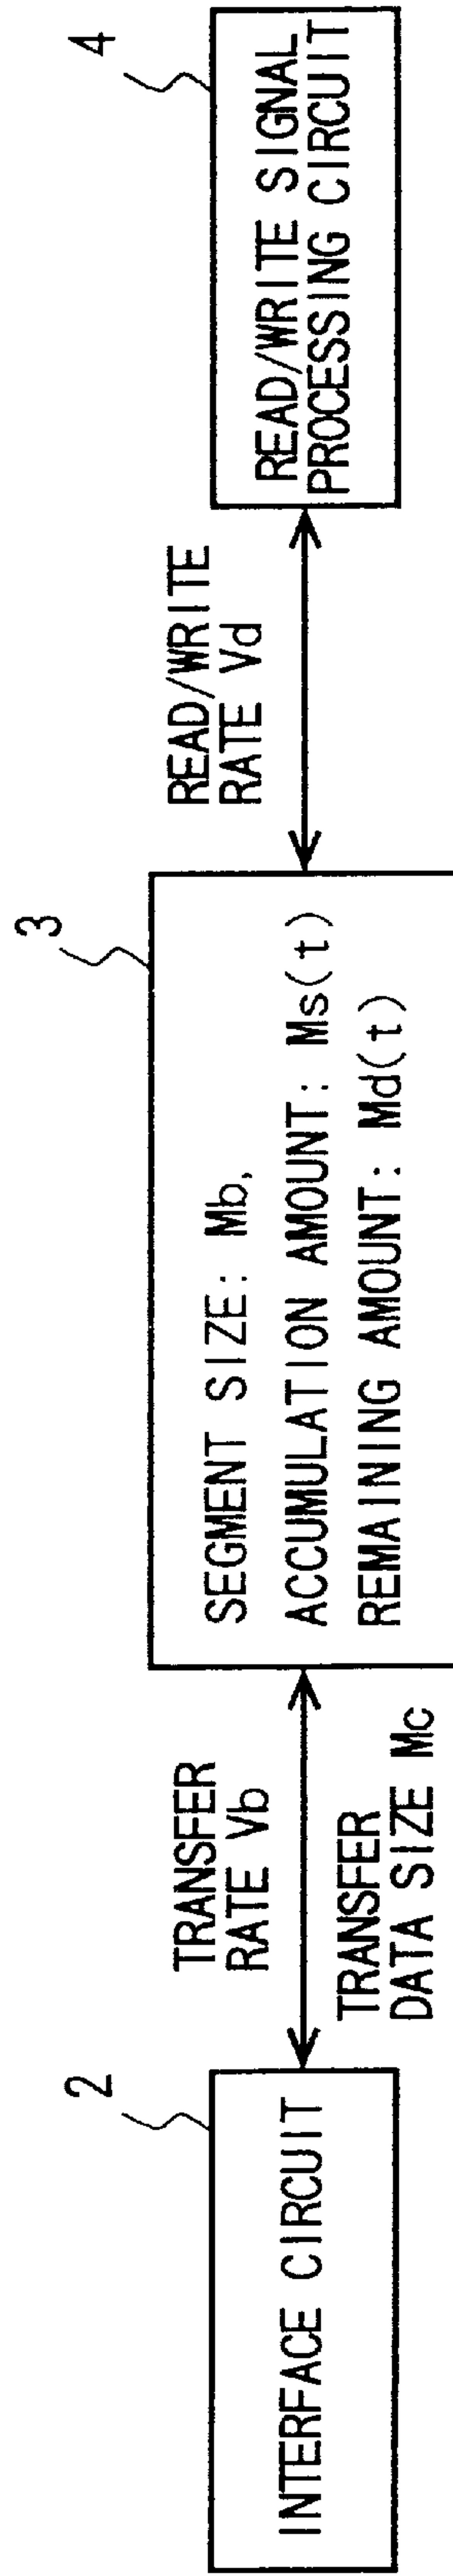 2
INTERFACE CIRCUIT
TRANSFER
RATE Vb
TRANSFER
DATA SIZE Mc
3
SEGMENT SIZE: Mb,
ACCUMULATION AMOUNT: Ms(t)
REMAINING AMOUNT: Md(t)
READ/WRITE
RATE Vd
4
READ/WRITE SIGNAL
PROCESSING CIRCUIT